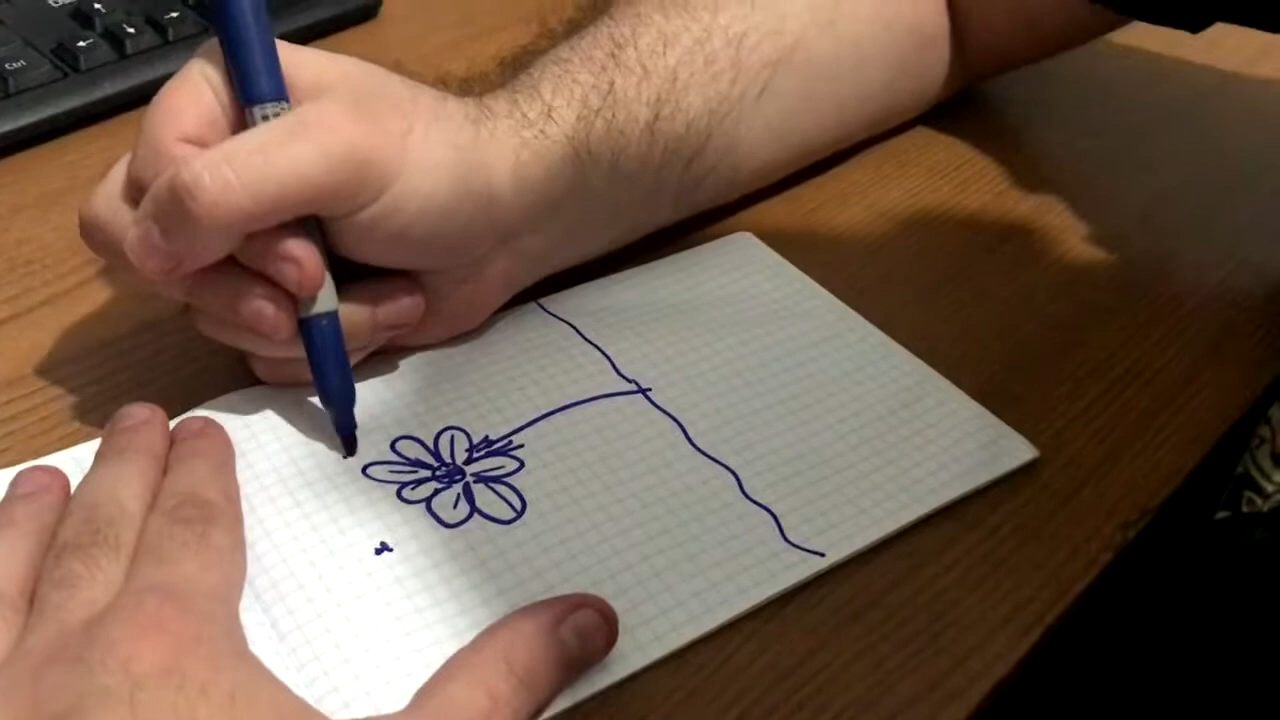 Ctrl
←
↓
→
↑